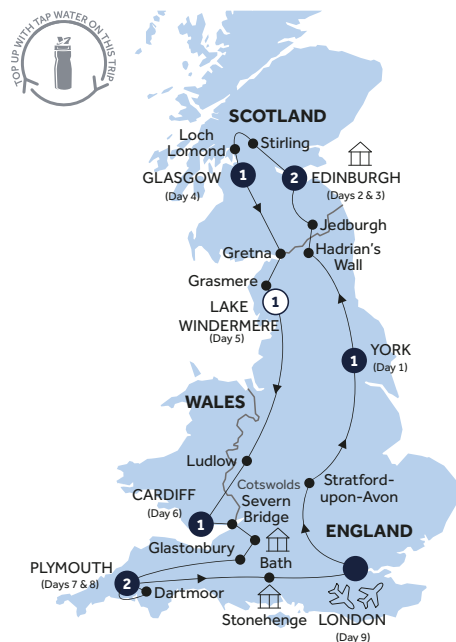 TOP UP WITH TAP WATER ON THIS TRIP
SCOTLAND
Loch
Lomond
Stirling
GLASGOW
(Day 4)
1
2
EDINBURGH
(Days 2 & 3)
Jedburgh
Gretna
Hadrian's
Wall
Grasmere
1
LAKE
WINDERMERE
(Day 5)
1
YORK
(Day 1)
WALES
Ludlow
Cotswolds
Stratford-
upon-Avon
CARDIFF
(Day 6)
1
Severn
Bridge
ENGLAND
Glastonbury
PLYMOUTH
(Days 7 & 8)
2
Bath
Dartmoor
Stonehenge
LONDON
(Day 9)